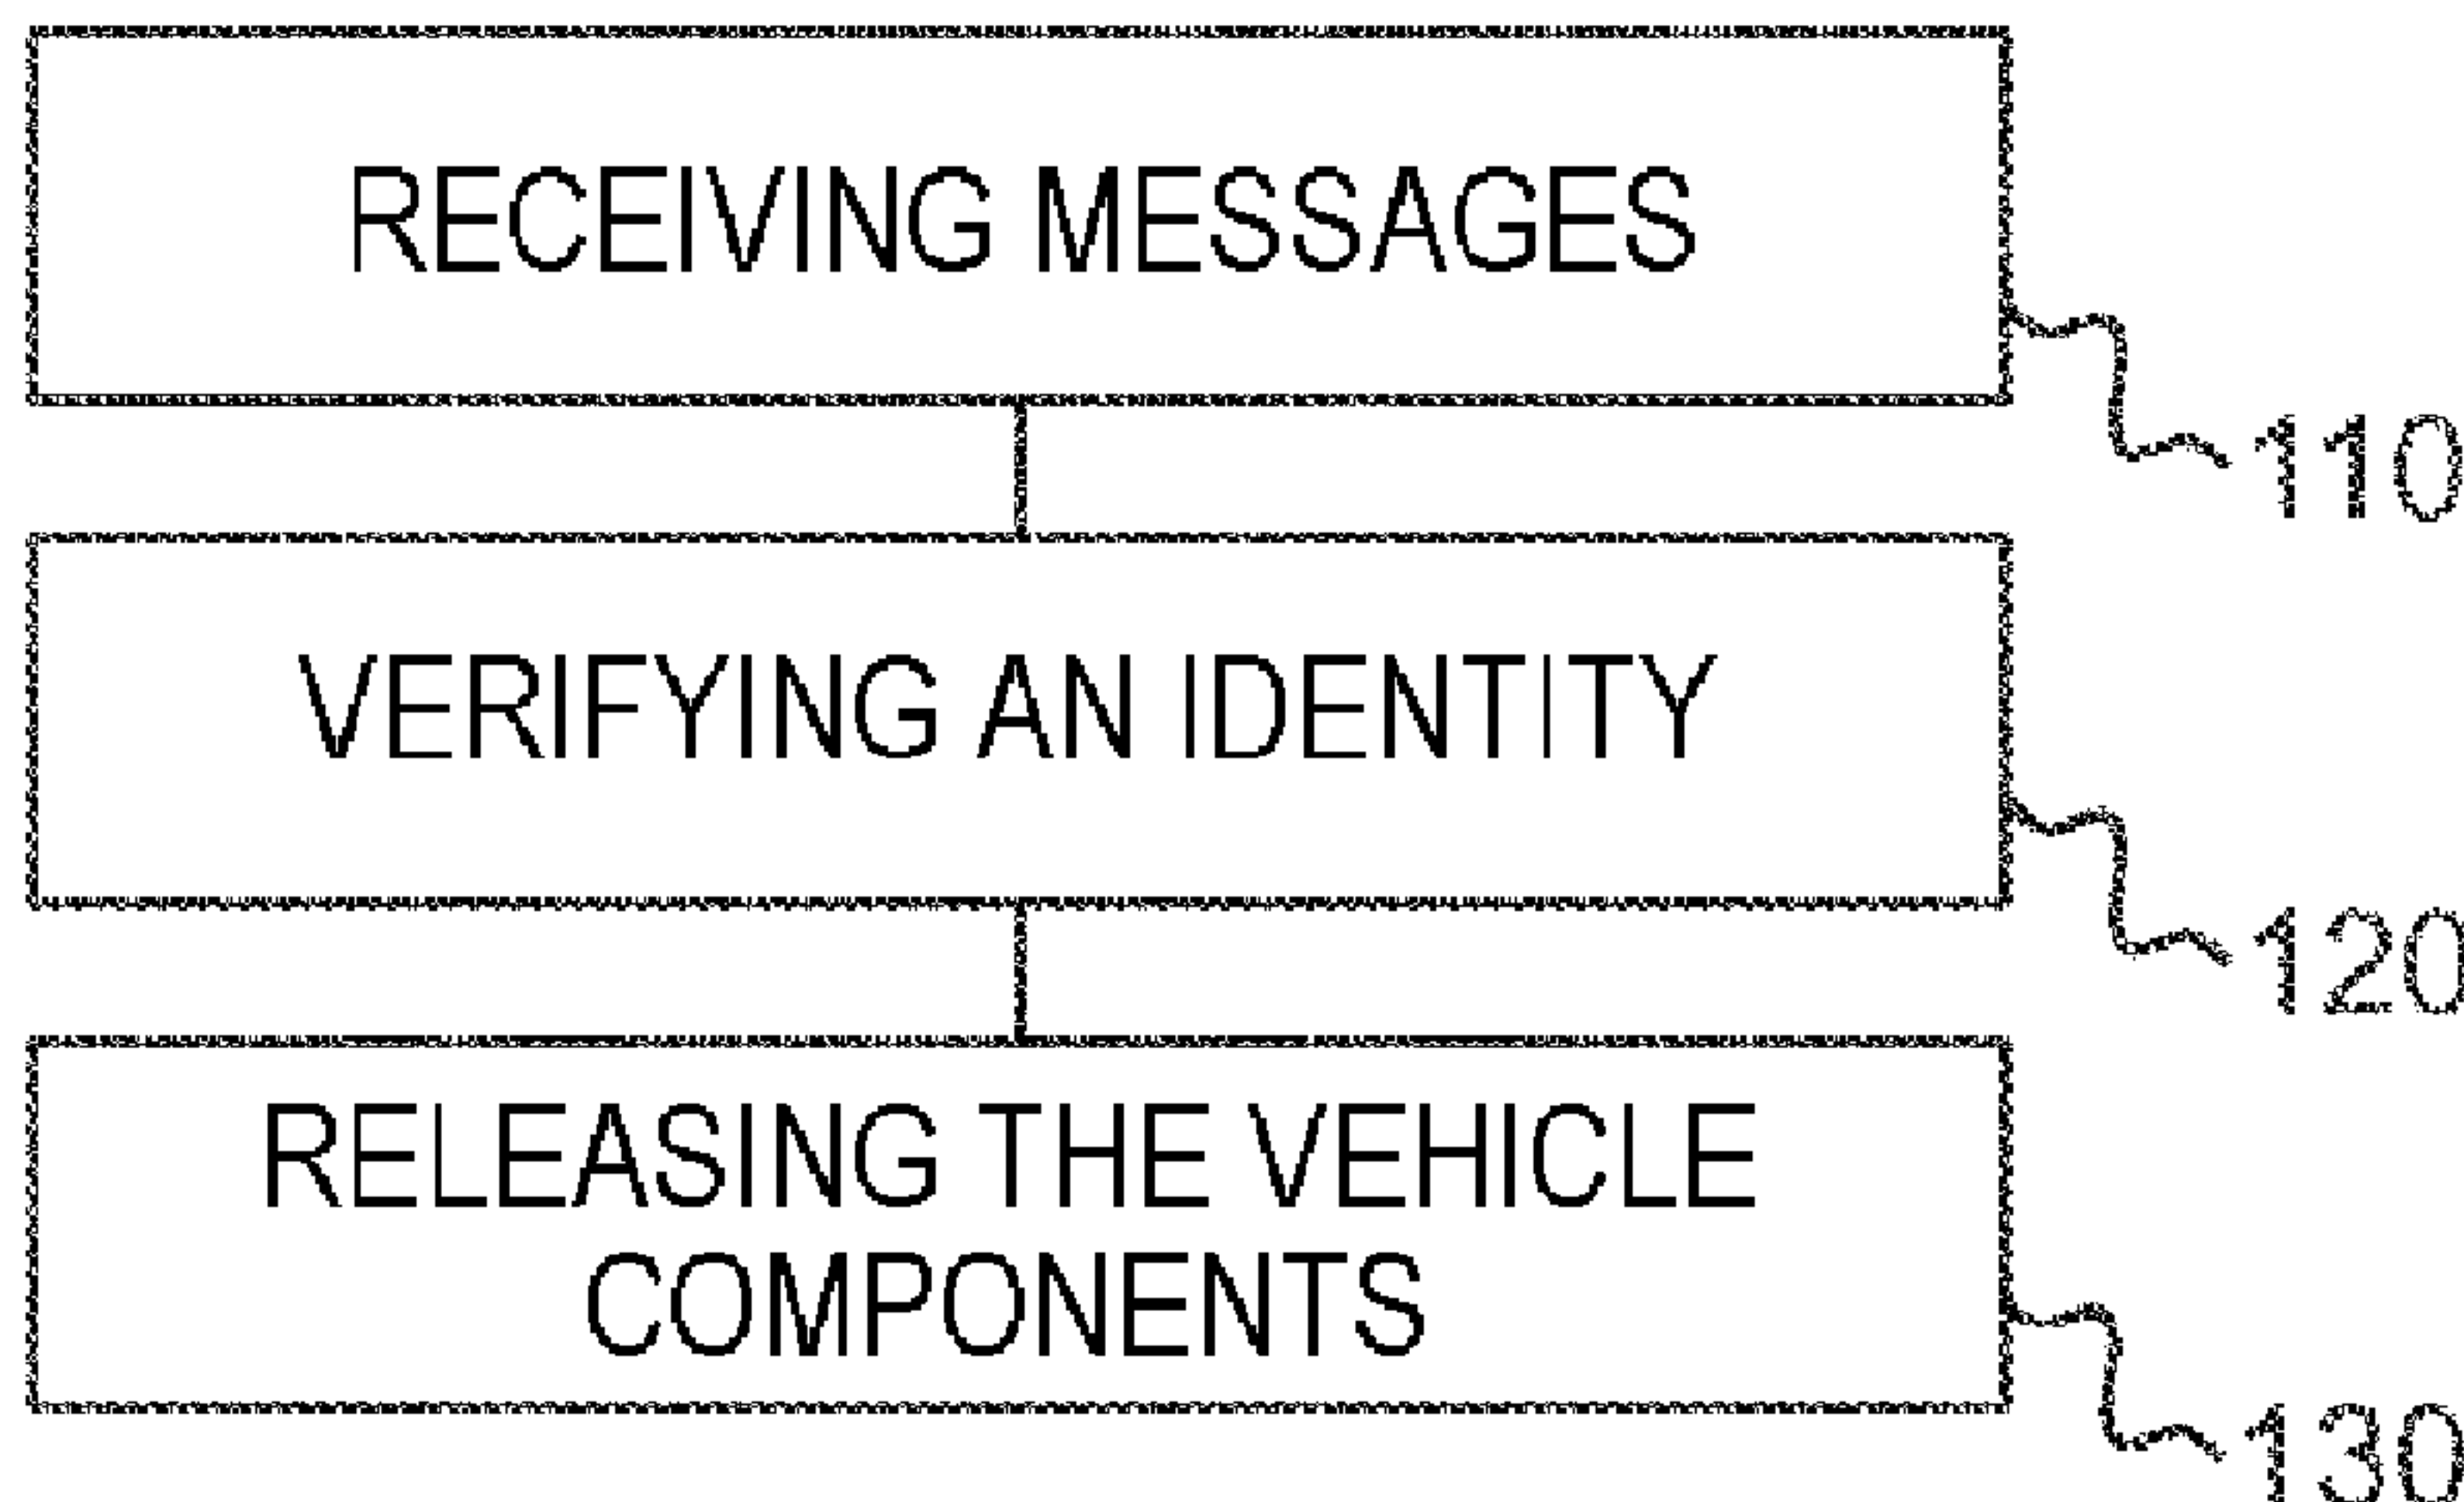 RECEIVING MESSAGES
110
VERIFYING AN IDENTITY
120
RELEASING THE VEHICLE
COMPONENTS
130